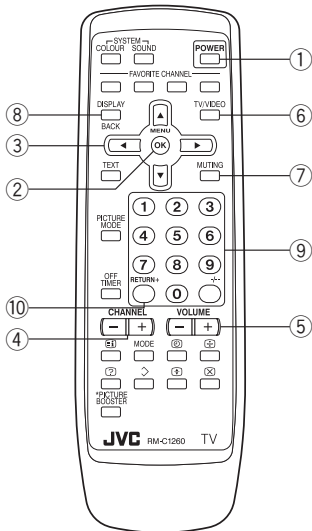 SYSTEM
COLOUR SOUND POWER
1
FAVORITE CHANNEL
8 DISPLAY TV/VIDEO 6
BACK
MENU
3
OK
2
TEXT MUTING 7
1 2 3
PICTURE
MODE
4 5 6
9
7 8 9
OFF
TIMER
RETURN+ -/--
10
0
CHANNEL VOLUME
- + - +
5
4
MODE
?
*PICTURE
BOOSTER
JVC RM-C1260 TV